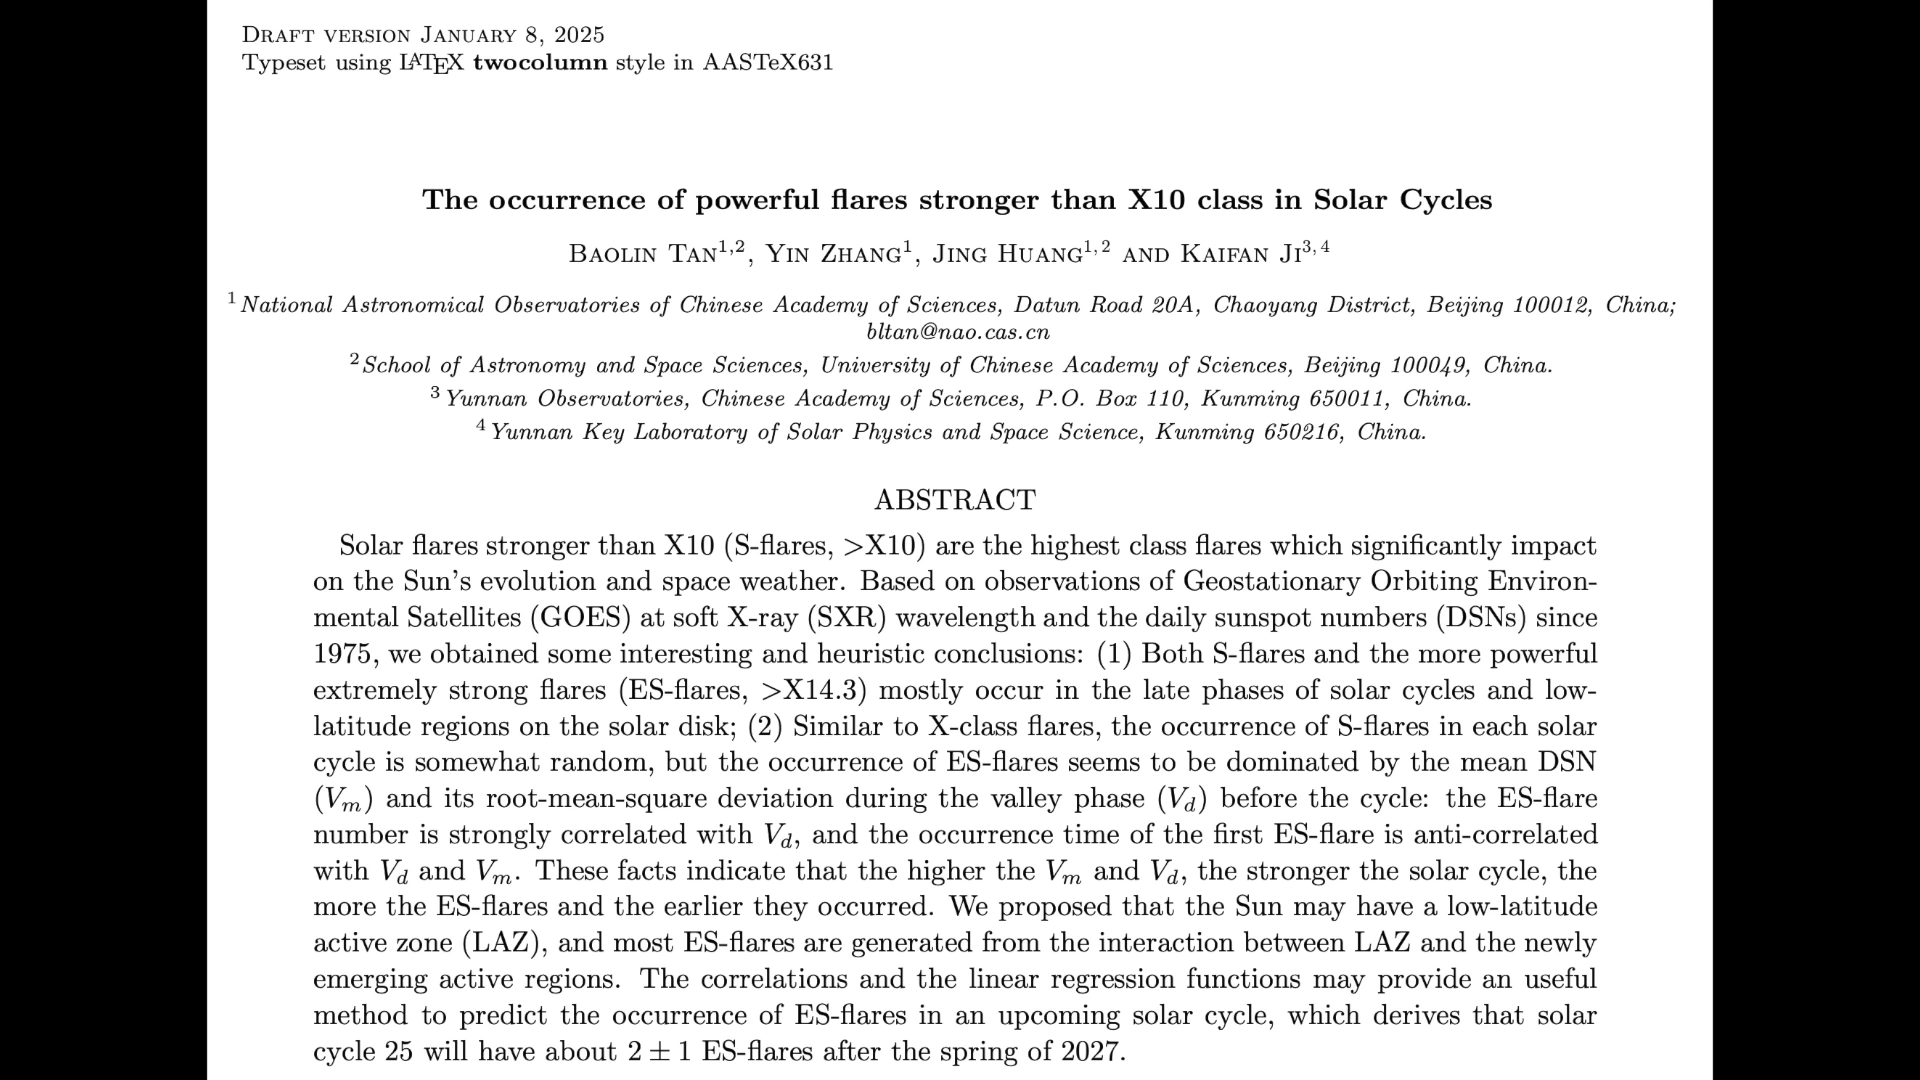 DRAFT VERSION JANUARY 8, 2025
Typeset using LATEX twocolumn style in AASTeX631
The occurrence of powerful flares stronger than X10 class in Solar Cycles
BAOLIN TAN1,2, YIN ZHANG1, JING HUANG1,2 AND KAIFAN JI3,4
1 National Astronomical Observatories of Chinese Academy of Sciences, Datun Road 20A, Chaoyang District, Beijing 100012, China;
bltan@nao.cas.cn
2 School of Astronomy and Space Sciences, University of Chinese Academy of Sciences, Beijing 100049, China.
3 Yunnan Observatories, Chinese Academy of Sciences, P.O. Box 110, Kunming 650011, China.
4 Yunnan Key Laboratory of Solar Physics and Space Science, Kunming 650216, China.
ABSTRACT
Solar flares stronger than X10 (S-flares, >X10) are the highest class flares which significantly impact
on the Sun's evolution and space weather. Based on observations of Geostationary Orbiting Environ-
mental Satellites (GOES) at soft X-ray (SXR) wavelength and the daily sunspot numbers (DSNs) since
1975, we obtained some interesting and heuristic conclusions: (1) Both S-flares and the more powerful
extremely strong flares (ES-flares, >X14.3) mostly occur in the late phases of solar cycles and low-
latitude regions on the solar disk; (2) Similar to X-class flares, the occurrence of S-flares in each solar
cycle is somewhat random, but the occurrence of ES-flares seems to be dominated by the mean DSN
(Vm) and its root-mean-square deviation during the valley phase (Vd) before the cycle: the ES-flare
number is strongly correlated with Vd, and the occurrence time of the first ES-flare is anti-correlated
with Vd and Vm. These facts indicate that the higher the Vm and Vd, the stronger the solar cycle, the
more the ES-flares and the earlier they occurred. We proposed that the Sun may have a low-latitude
active zone (LAZ), and most ES-flares are generated from the interaction between LAZ and the newly
emerging active regions. The correlations and the linear regression functions may provide an useful
method to predict the occurrence of ES-flares in an upcoming solar cycle, which derives that solar
cycle 25 will have about 2 ± 1 ES-flares after the spring of 2027.